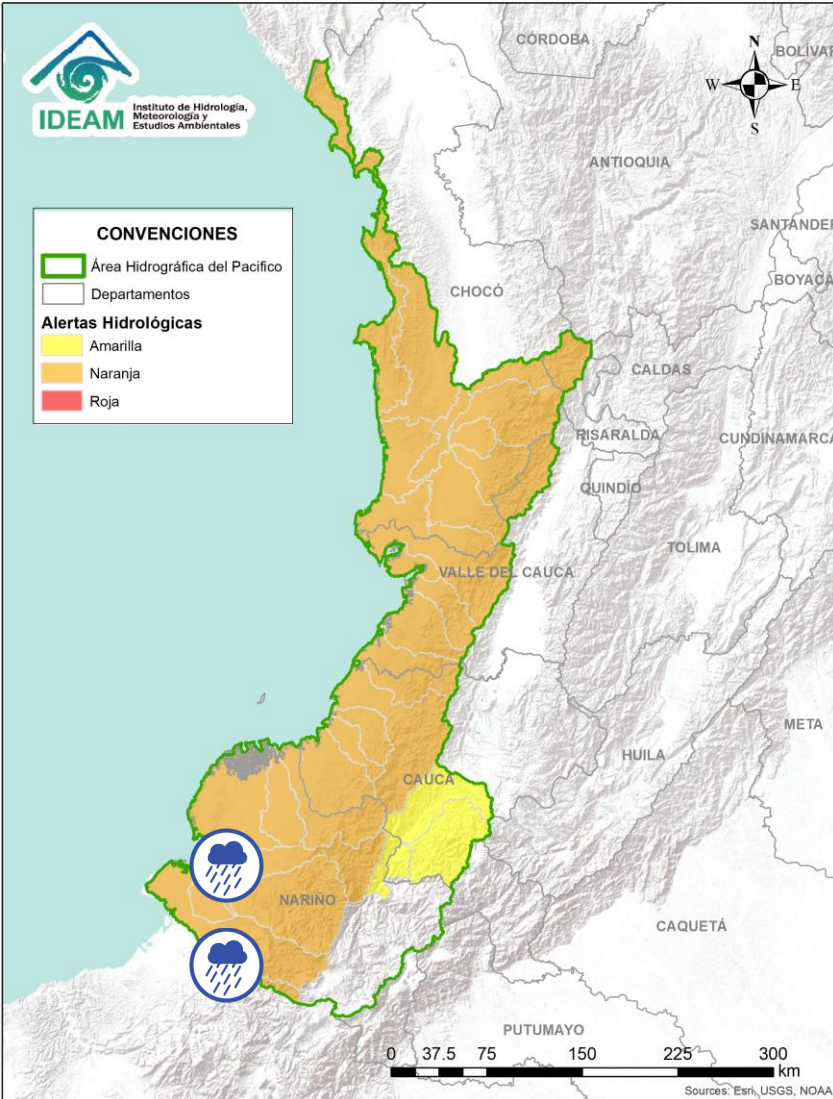 IDEAM
Instituto de Hidrología,
Meteorología y
Estudios Ambientales
N
W E
S
CÓRDOBA
BOLÍVAR
ANTIOQUIA
SANTANDER
BOYACÁ
CHOCÓ
CALDAS
RISARALDA
CUNDINAMARCA
QUINDÍO
TOLIMA
VALLE DEL CAUCA
META
HUILA
CAUCA
NARIÑO
CAQUETÁ
PUTUMAYO
CONVENCIONES
Área Hidrográfica del Pacifico
Departamentos
Alertas Hidrológicas
Amarilla
Naranja
Roja
0 37.5 75 150 225 300
km
Sources: Esri, USGS, NOAA